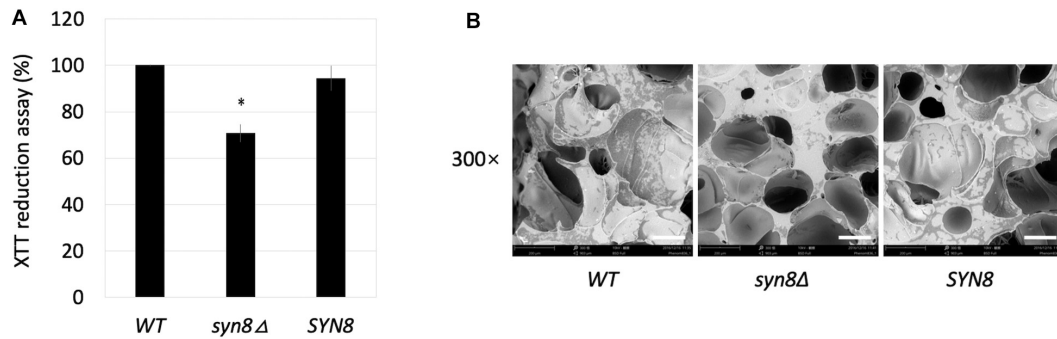 A
XTT reduction assay (%)
120
100
80
60
40
20
0
*
WT
syn8Δ
SYN8
B
300×
WT
syn8Δ
SYN8